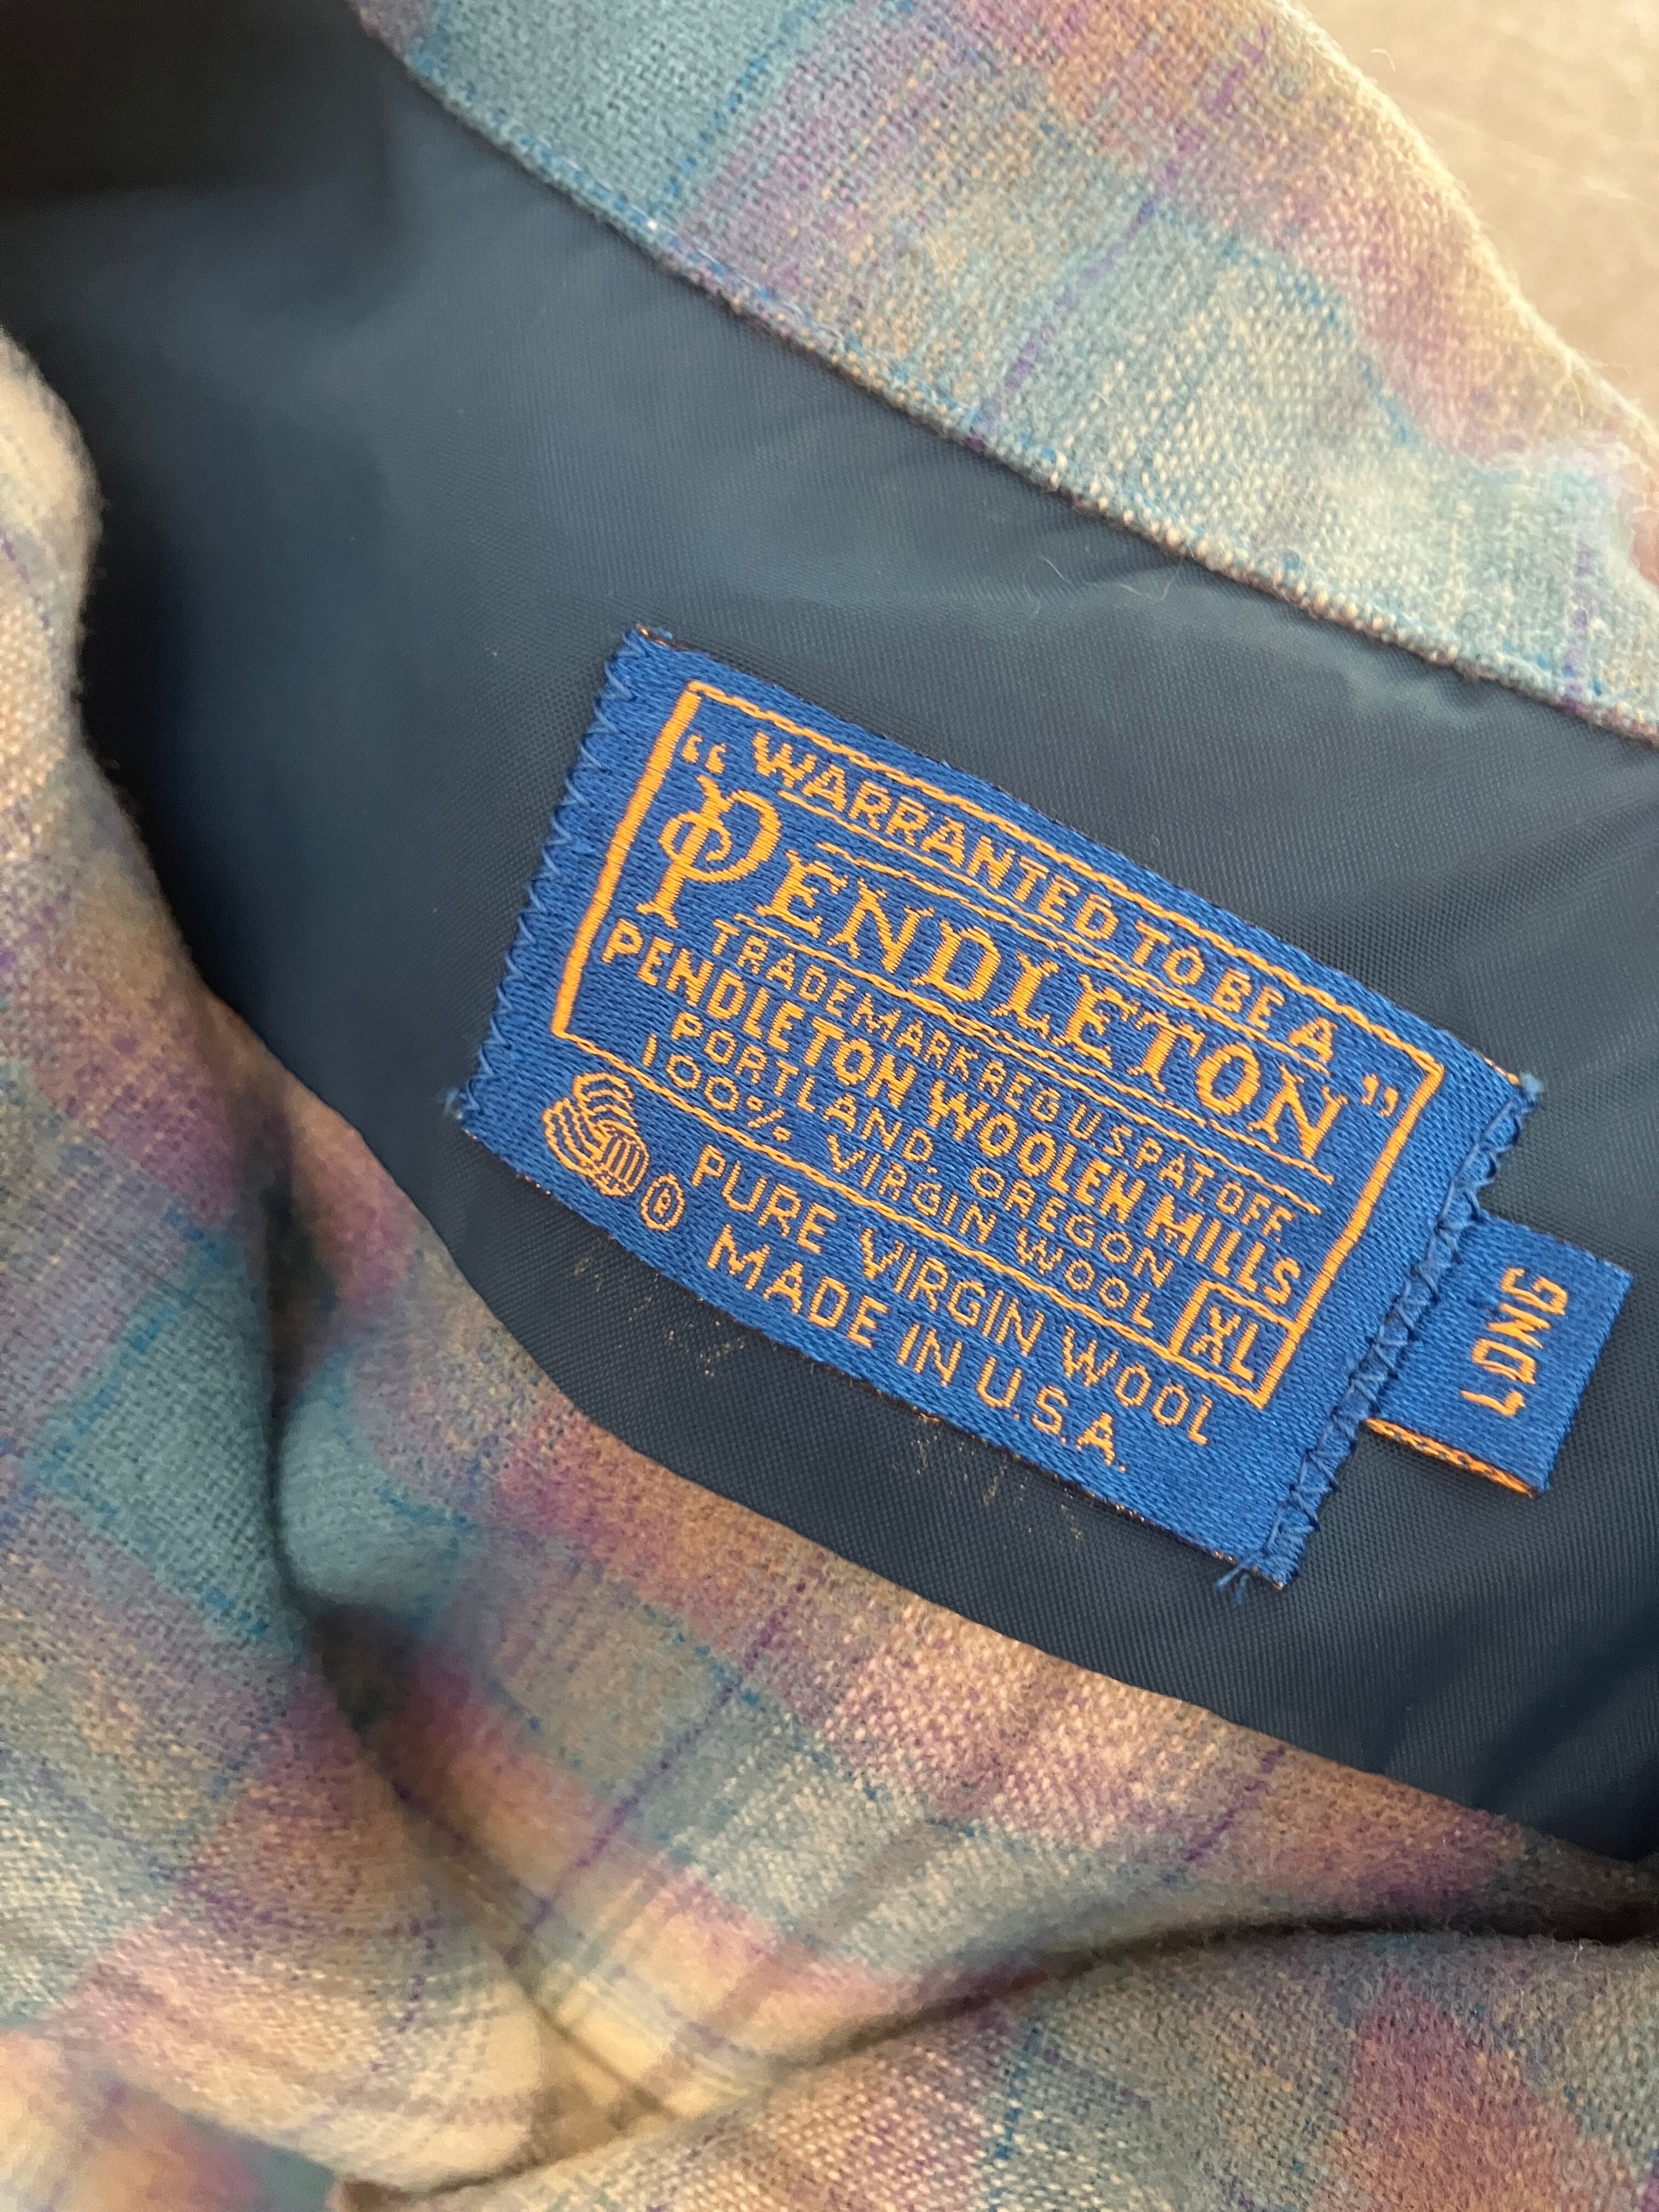 “WARRANTED TO BE A
PENDLETON”
TRADEMARK REG U.S. PAT. OFF.
PENDLETON WOOLEN MILLS
PORTLAND, OREGON
100% VIRGIN WOOL XL
® PURE VIRGIN WOOL
MADE IN U.S.A.
LONG